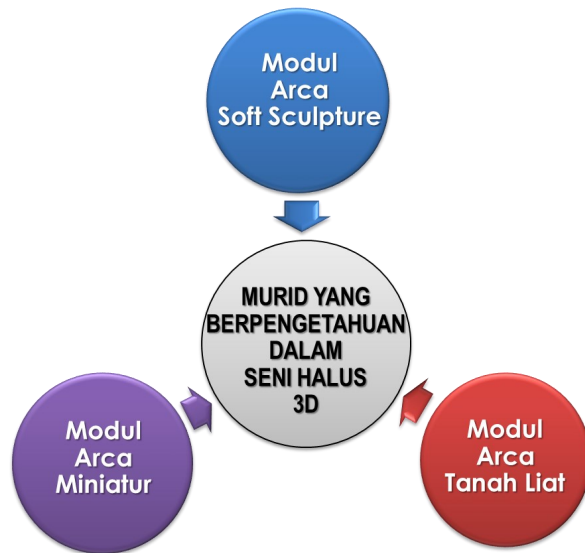 Modul
Arca
Soft Sculpture
MURID YANG
BERPENGETAHUAN
DALAM
SENI HALUS
3D
Modul
Arca
Miniatur
Modul
Arca
Tanah Liat